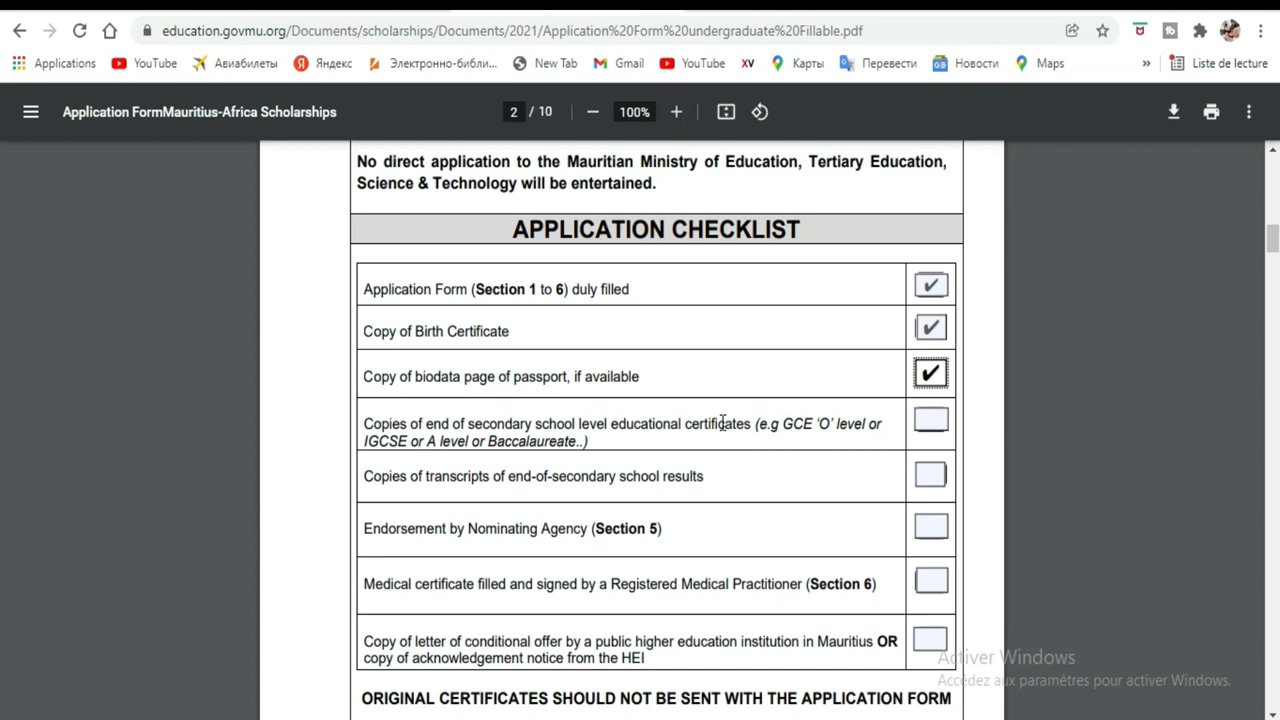 education.govmu.org/Documents/scholarships/Documents/2021/Application%20Form%20undergraduate%20Fillable.pdf
Applications YouTube Авиабилеты Яндекс Электронно-библи... New Tab Gmail YouTube XV Карты Перевести Новости Maps » Liste de lecture
Application FormMauritius-Africa Scholarships 2 / 10 — 100% +
No direct application to the Mauritian Ministry of Education, Tertiary Education,
Science & Technology will be entertained.
APPLICATION CHECKLIST
Application Form (Section 1 to 6) duly filled
Copy of Birth Certificate
Copy of biodata page of passport, if available
Copies of end of secondary school level educational certificates (e.g GCE ‘O’ level or
IGCSE or A level or Baccalaureate..)
Copies of transcripts of end-of-secondary school results
Endorsement by Nominating Agency (Section 5)
Medical certificate filled and signed by a Registered Medical Practitioner (Section 6)
Copy of letter of conditional offer by a public higher education institution in Mauritius OR
copy of acknowledgement notice from the HEI
Activer Windows
Accédez aux paramètres pour activer Windows.
ORIGINAL CERTIFICATES SHOULD NOT BE SENT WITH THE APPLICATION FORM